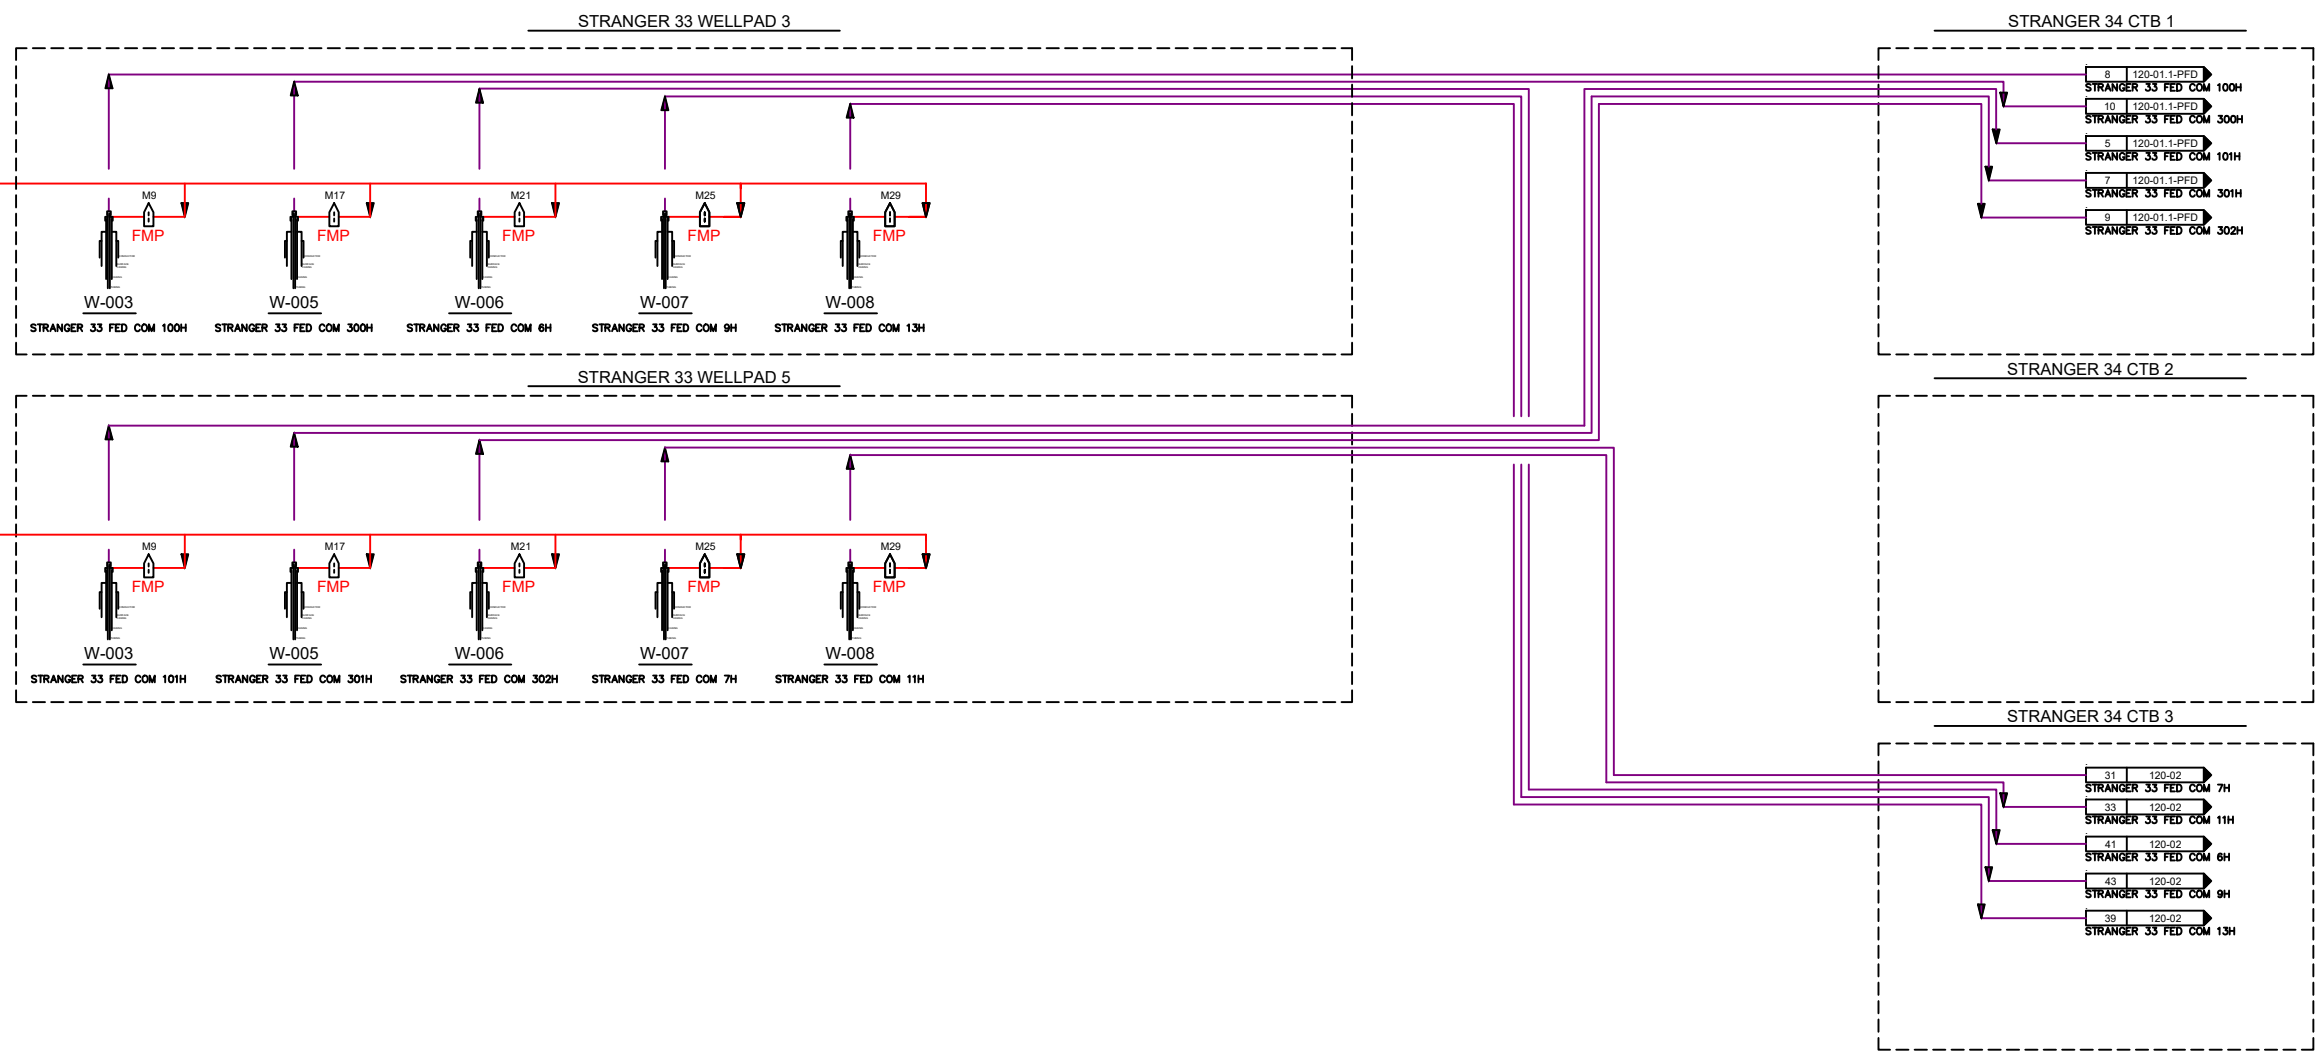 STRANGER 33 WELLPAD 3
STRANGER 34 CTB 1
8 120-01.1-PFD
STRANGER 33 FED COM 100H
10 120-01.1-PFD
STRANGER 33 FED COM 300H
5 120-01.1-PFD
STRANGER 33 FED COM 101H
7 120-01.1-PFD
STRANGER 33 FED COM 301H
9 120-01.1-PFD
STRANGER 33 FED COM 302H
M9 M17 M21 M25 M29
FMP FMP FMP FMP FMP
W-003 W-005 W-006 W-007 W-008
STRANGER 33 FED COM 100H STRANGER 33 FED COM 300H STRANGER 33 FED COM 6H STRANGER 33 FED COM 9H STRANGER 33 FED COM 13H
STRANGER 33 WELLPAD 5
STRANGER 34 CTB 2
M9 M17 M21 M25 M29
FMP FMP FMP FMP FMP
W-003 W-005 W-006 W-007 W-008
STRANGER 33 FED COM 101H STRANGER 33 FED COM 301H STRANGER 33 FED COM 302H STRANGER 33 FED COM 7H STRANGER 33 FED COM 11H
STRANGER 34 CTB 3
31 120-02
STRANGER 33 FED COM 7H
33 120-02
STRANGER 33 FED COM 11H
41 120-02
STRANGER 33 FED COM 6H
43 120-02
STRANGER 33 FED COM 9H
39 120-02
STRANGER 33 FED COM 13H